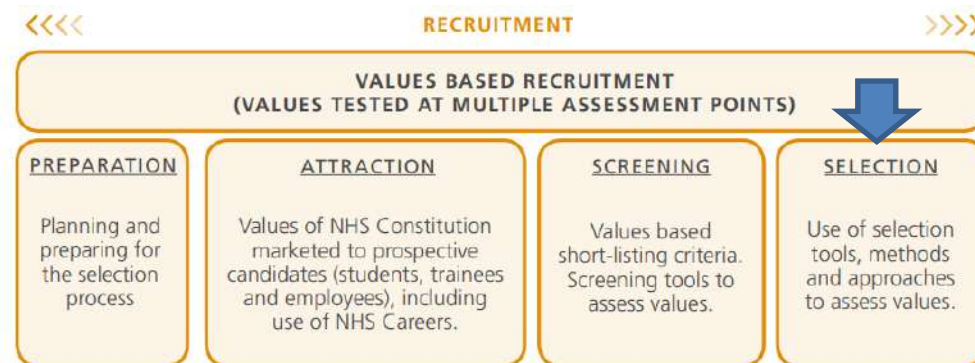 RECRUITMENT
VALUES BASED RECRUITMENT
(VALUES TESTED AT MULTIPLE ASSESSMENT POINTS)
PREPARATION
Planning and
preparing for
the selection
process
ATTRACTION
Values of NHS Constitution
marketed to prospective
candidates (students, trainees
and employees), including
use of NHS Careers.
SCREENING
Values based
short-listing criteria.
Screening tools to
assess values.
SELECTION
Use of selection
tools, methods
and approaches
to assess values.